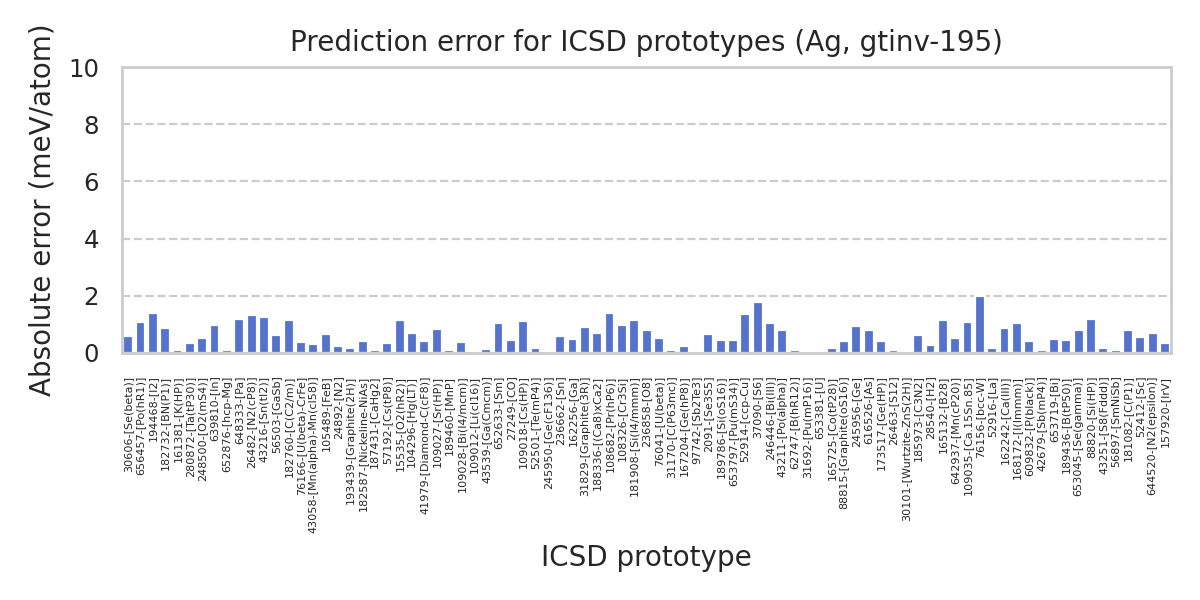 Prediction error for ICSD prototypes (Ag, gtinv-195)
Absolute error (meV/atom)
10
8
6
4
2
0
30606-[Se(beta)]
656457-[Po(hR1)]
194468-[I2]
182732-[BN(P1)]
161381-[K(HP)]
280872-[Ta(tP30)]
248500-[O2(mS4)]
639810-[In]
652876-[hcp-Mg]
644833-[Pa]
26482-[N2(cP8)]
43216-[Sn(tI2)]
56503-[GaSb]
182760-[C(C2/m)]
76166-[U(beta)-CrFe]
43058-[Mn(alpha)-Mn(cI58)]
105489-[FeB]
24892-[N2]
193439-[Graphite(2H)]
182587-[Nickeline-NiAs]
187431-[CaHg2]
57192-[Cs(tP8)]
15535-[O2(hR2)]
104296-[Hg(LT)]
41979-[Diamond-C(cF8)]
109027-[Sr(HP)]
189460-[MnP]
109028-[Bi(I4/mcm)]
109012-[Li(cI16)]
43539-[Ga(Cmcm)]
652633-[Sm]
27249-[CO]
109018-[Cs(HP)]
52501-[Te(mP4)]
245950-[Ge(cF136)]
236662-[Sn]
162256-[Ga]
31829-[Graphite(3R)]
188336-[(Ca8)xCa2]
108682-[Pr(hP6)]
108326-[Cr3Si]
181908-[Si(I4/mmm)]
236858-[O8]
76041-[U(beta)]
31170-[C(P63mc)]
167204-[Ge(hP8)]
97742-[Sb2Te3]
2091-[Se3S5]
189786-[Si(oS16)]
653797-[Pu(mS34)]
52914-[ccp-Cu]
37090-[S6]
246446-[Bi(III)]
43211-[Po(alpha)]
62747-[B(hR12)]
31692-[Pu(mP16)]
653381-[U]
165725-[Co(tP28)]
88815-[Graphite(oS16)]
245956-[Ge]
616526-[As]
173517-[Ge(HP)]
26463-[S12]
30101-[Wurtzite-ZnS(2H)]
185973-[C3N2]
28540-[H2]
165132-[B28]
642937-[Mn(cP20)]
109035-[Ca.15Sn.85]
76156-[bcc-W]
52916-[La]
162242-[Ca(III)]
168172-[I(Immm)]
609832-[P(black)]
42679-[Sb(mP4)]
653719-[Bi]
189436-[B(tP50)]
653045-[Se(gamma)]
88820-[Si(HP)]
43251-[S8(Fddd)]
56897-[SmNiSb]
181082-[C(P1)]
52412-[Sc]
644520-[N2(epsilon)]
157920-[IrV]
ICSD prototype